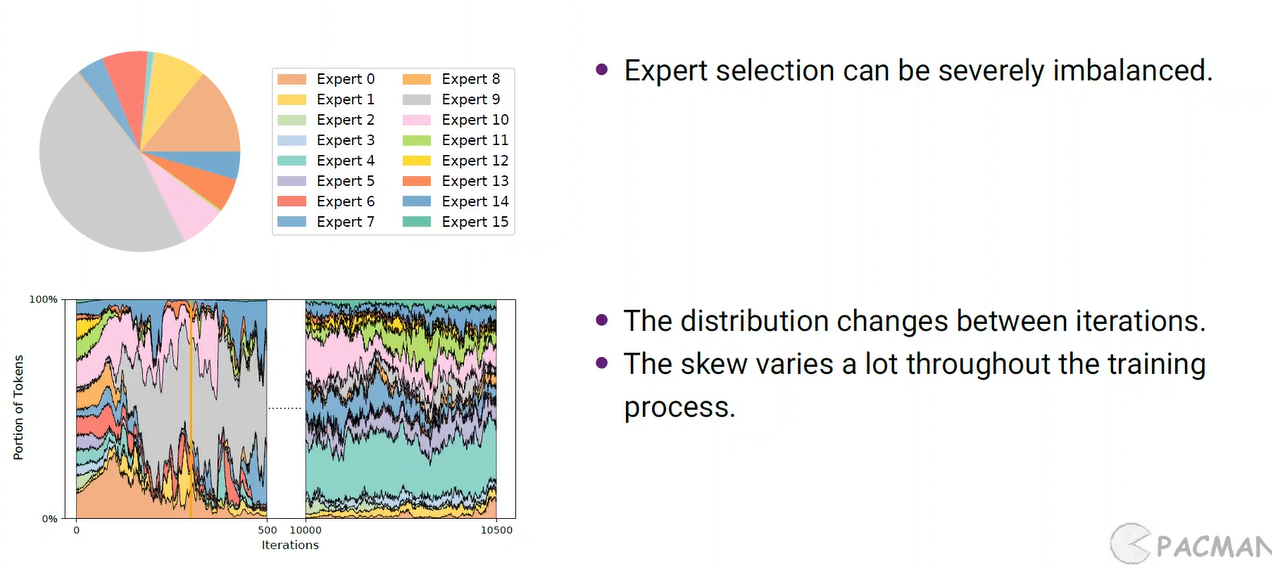 Expert 0
Expert 1
Expert 2
Expert 3
Expert 4
Expert 5
Expert 6
Expert 7
Expert 8
Expert 9
Expert 10
Expert 11
Expert 12
Expert 13
Expert 14
Expert 15
• Expert selection can be severely imbalanced.
100%
0%
Portion of Tokens
0
500
10000
10500
Iterations
• The distribution changes between iterations.
• The skew varies a lot throughout the training
process.
PACMAN